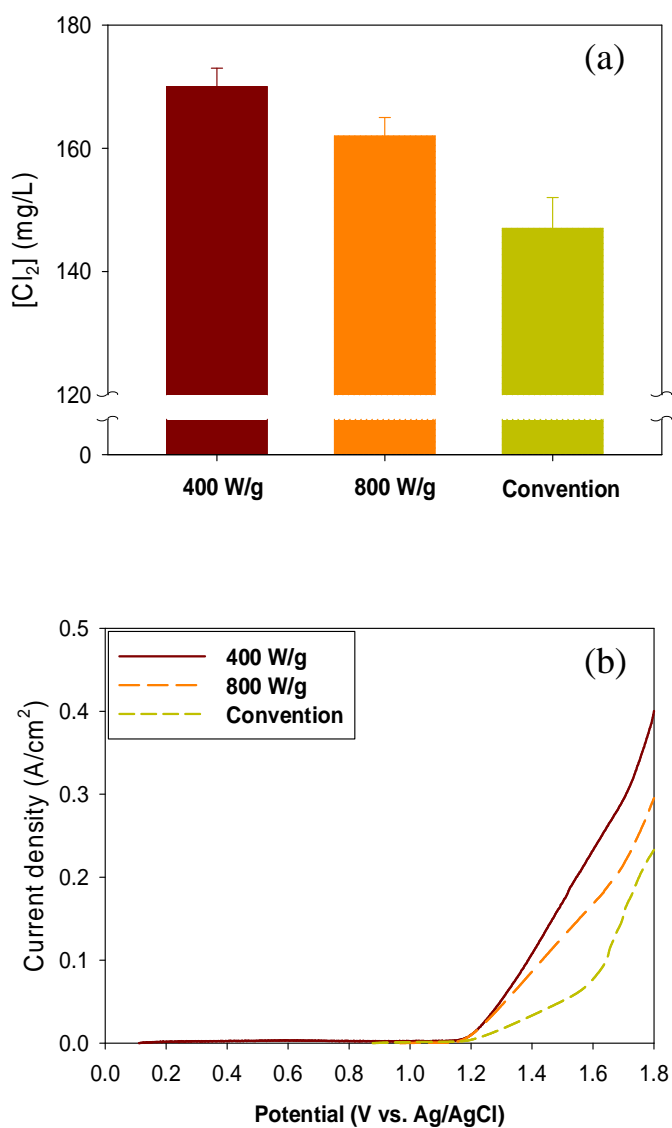 (a)
180
160
140
120
0
[Cl₂] (mg/L)
400 W/g 800 W/g Convention
(b)
0.5
0.4
0.3
0.2
0.1
0.0
Current density (A/cm²)
400 W/g
800 W/g
Convention
0.0 0.2 0.4 0.6 0.8 1.0 1.2 1.4 1.6 1.8
Potential (V vs. Ag/AgCl)